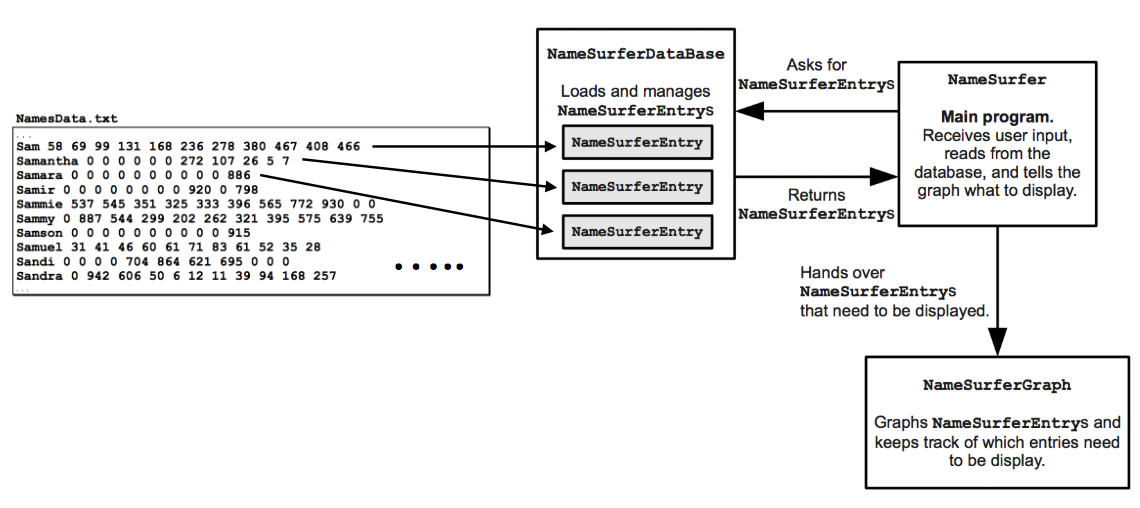 NamesData.txt
...
Sam 58 69 99 131 168 236 278 380 467 408 466
Samantha 0 0 0 0 0 0 272 107 26 5 7
Samara 0 0 0 0 0 0 0 0 0 0 886
Samir 0 0 0 0 0 0 0 0 920 0 798
Sammie 537 545 351 325 333 396 565 772 930 0 0
Sammy 0 887 544 299 202 262 321 395 575 639 755
Samson 0 0 0 0 0 0 0 0 0 0 915
Samuel 31 41 46 60 61 71 83 61 52 35 28
Sandi 0 0 0 0 704 864 621 695 0 0 0
Sandra 0 942 606 50 6 12 11 39 94 168 257
...
NameSurferDataBase
Loads and manages
NameSurferEntrys
NameSurferEntry
NameSurferEntry
NameSurferEntry
Asks for
NameSurferEntrys
Returns
NameSurferEntrys
NameSurfer
Main program.
Receives user input,
reads from the
database, and tells the
graph what to display.
Hands over
NameSurferEntrys
that need to be displayed.
NameSurferGraph
Graphs NameSurferEntrys and
keeps track of which entries need
to be display.